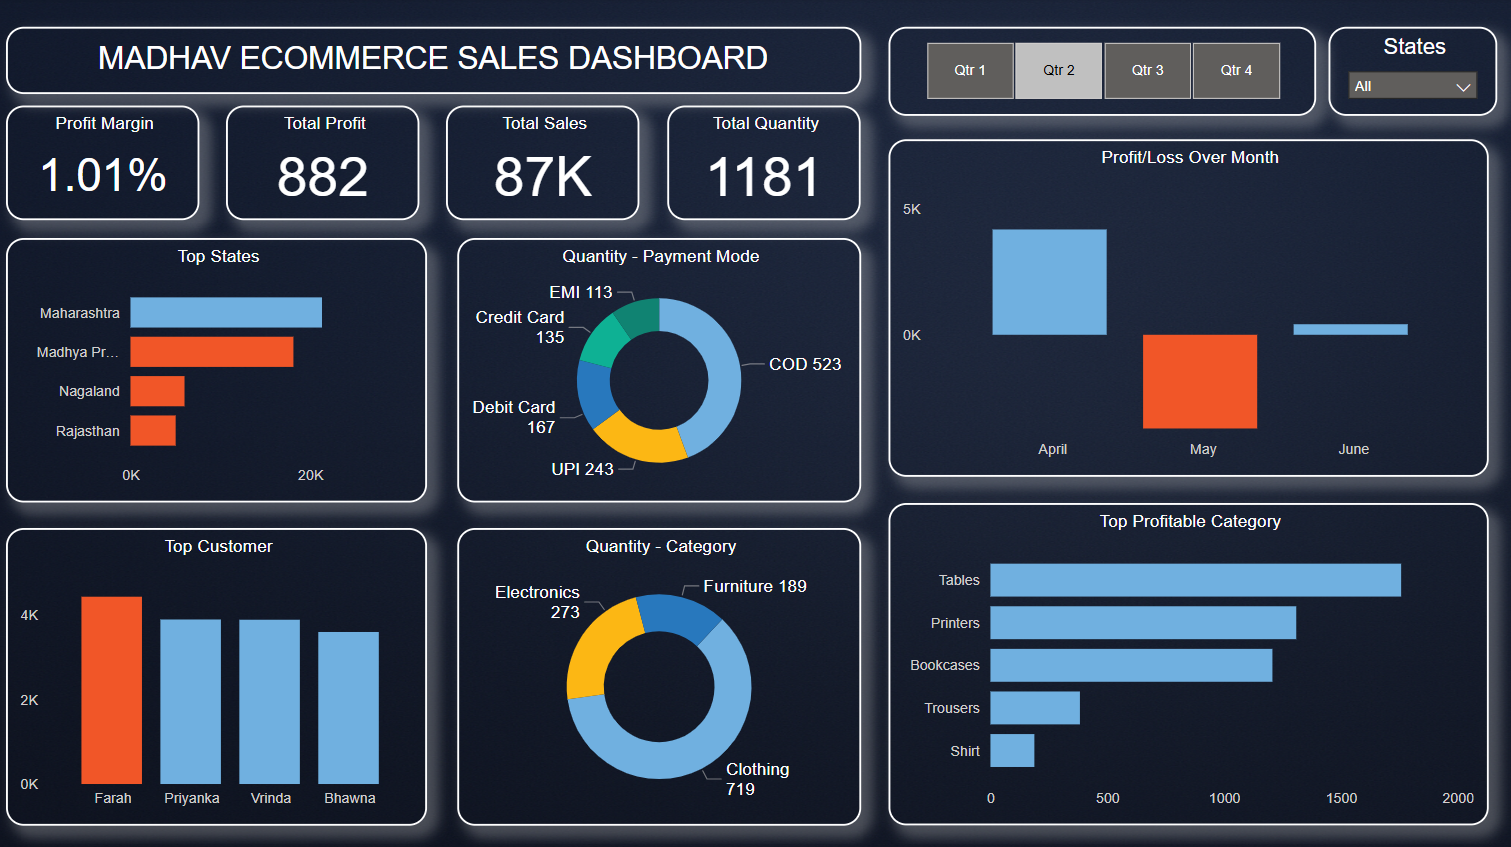 MADHAV ECOMMERCE SALES DASHBOARD
Qtr 1
Qtr 2
Qtr 3
Qtr 4
States
All
Profit Margin
1.01%
Total Profit
882
Total Sales
87K
Total Quantity
1181
Profit/Loss Over Month
5K
0K
April
May
June
Top States
Maharashtra
Madhya Pr...
Nagaland
Rajasthan
0K
20K
Quantity - Payment Mode
EMI 113
Credit Card
135
COD 523
Debit Card
167
UPI 243
Top Customer
4K
2K
0K
Farah
Priyanka
Vrinda
Bhawna
Quantity - Category
Electronics
273
Furniture 189
Clothing
719
Top Profitable Category
Tables
Printers
Bookcases
Trousers
Shirt
0
500
1000
1500
2000